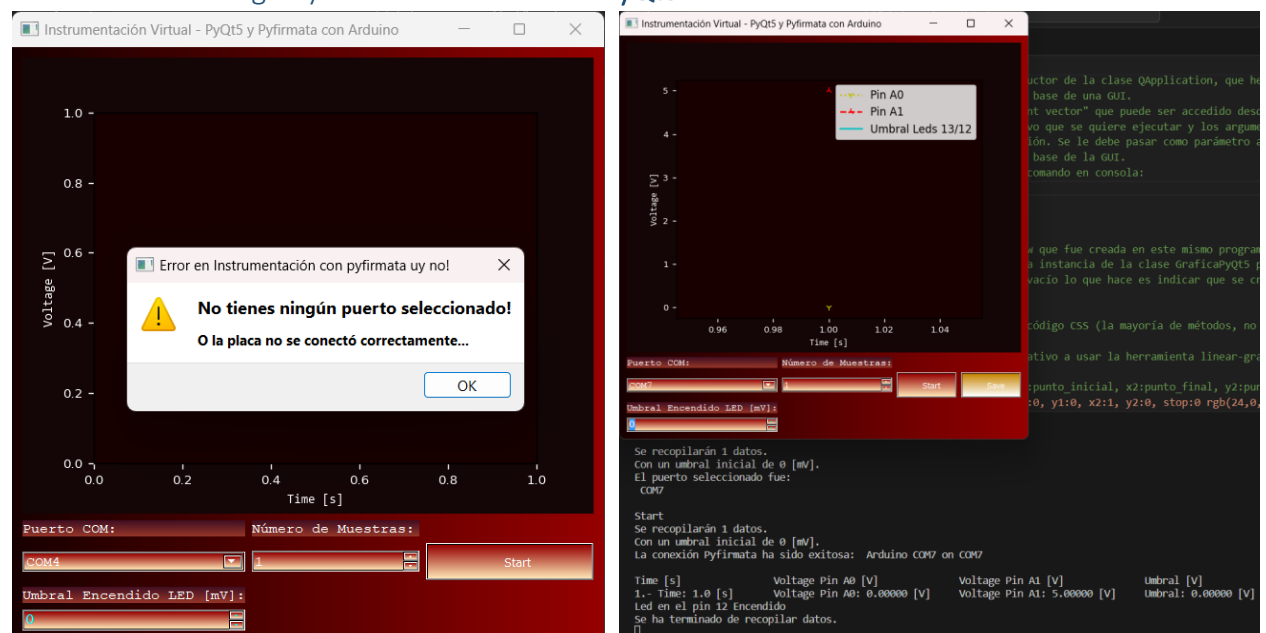 Instrumentación Virtual - PyQt5 y Pyfirmata con Arduino
1.0
0.8
0.6
0.4
0.2
0.0
Voltage [V]
0.0 0.2 0.4 0.6 0.8 1.0
Time [s]
Error en Instrumentación con pyfirmata uy no!
No tienes ningún puerto seleccionado!
O la placa no se conectó correctamente...
OK
Puerto COM: Número de Muestras:
COM4 1 Start
Umbral Encendido LED [mV]:
0
Instrumentación Virtual - PyQt5 y Pyfirmata con Arduino
5
4
3
2
1
0
Voltage [V]
Pin A0
Pin A1
Umbral Leds 13/12
0.96 0.98 1.00 1.02 1.04
Time [s]
Puerto COM: Número de Muestras:
COM7 1 Start Save
Umbral Encendido LED [mV]:
0
uctor de la clase QApplication, que he
base de una GUI.
nt vector" que puede ser accedido desd
vo que se quiere ejecutar y los argume
ión. Se le debe pasar como parámetro a
base de la GUI.
comando en consola:
w que fue creada en este mismo program
a instancia de la clase GraficaPyQt5 p
vacío lo que hace es indicar que se cr
código CSS (la mayoría de métodos, no
ativo a usar la herramienta linear-gra
:punto_inicial, x2:punto_final, y2:pun
:0, y1:0, x2:1, y2:0, stop:0 rgb(24,0,
Se recopilarán 1 datos.
Con un umbral inicial de 0 [mV].
El puerto seleccionado fue:
COM7
Start
Se recopilarán 1 datos.
Con un umbral inicial de 0 [mV].
La conexión Pyfirmata ha sido exitosa: Arduino COM7 on COM7
Time [s] Voltage Pin A0 [V] Voltage Pin A1 [V] Umbral [V]
1.- Time: 1.0 [s] Voltage Pin A0: 0.00000 [V] Voltage Pin A1: 5.00000 [V] Umbral: 0.00000 [V]
Led en el pin 12 Encendido
Se ha terminado de recopilar datos.